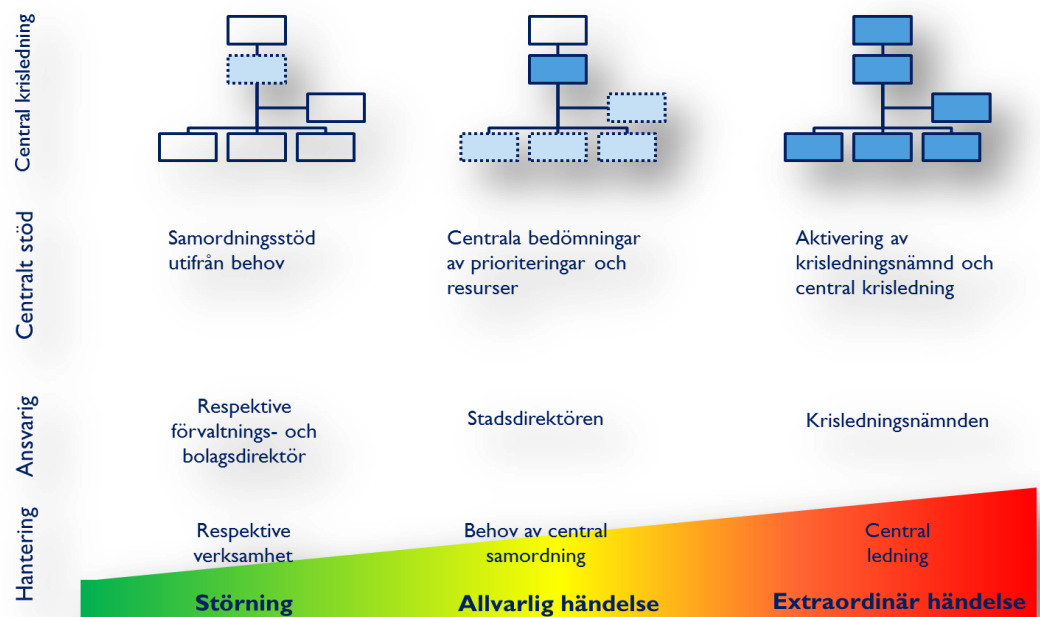 Central krisledning
Centralt stöd
Samordningsstöd
utifrån behov
Centrala bedömningar
av prioriteringar och
resurser
Aktivering av
krisledningsnämnd och
central krisledning
Ansvarig
Respektive
förvaltnings- och
bolagsdirektör
Stadsdirektören
Krisledningsnämnden
Hantering
Respektive
verksamhet
Behov av central
samordning
Central
ledning
Störning
Allvarlig händelse
Extraordinär händelse